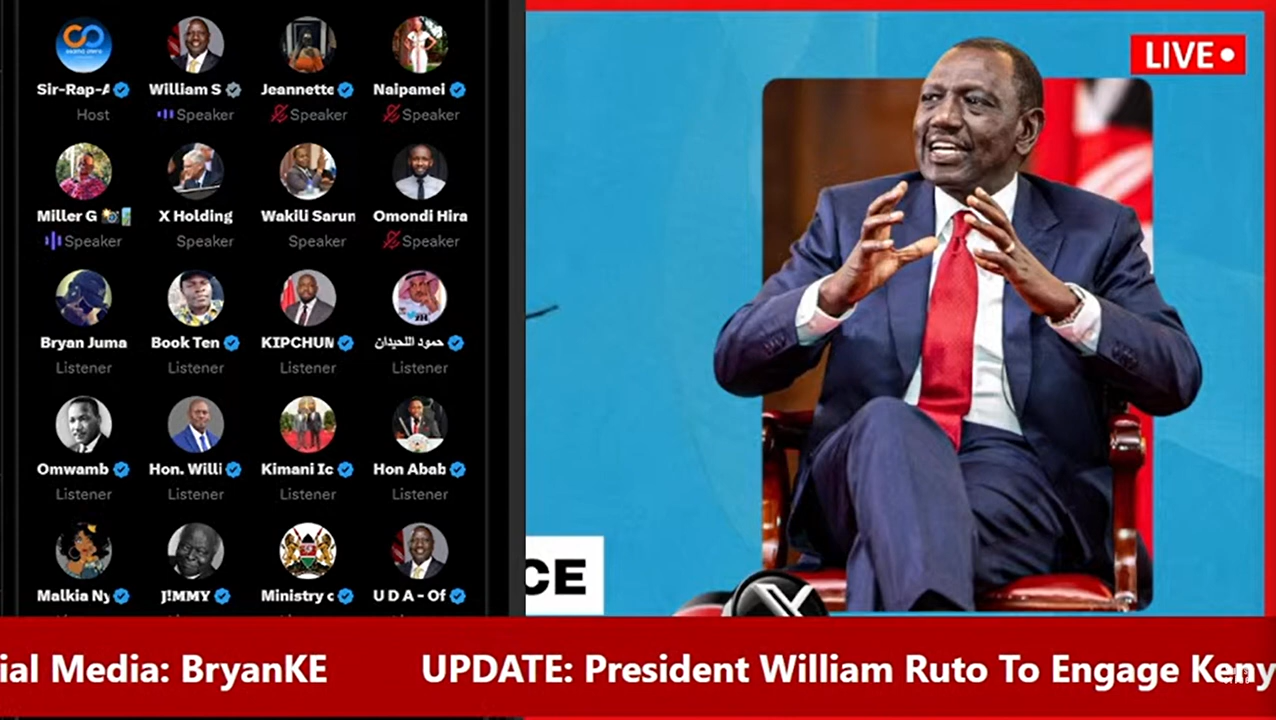 Sir-Rap-A William S Jeannette Naipamei
Host Speaker Speaker Speaker
Miller G X Holding Wakili Sarun Omondi Hira
Speaker Speaker Speaker Speaker
Bryan Juma Book Ten KIPCHUM حمود اللحيدان
Listener Listener Listener Listener
Omwamb Hon. Willi Kimani Ic Hon Abab
Listener Listener Listener Listener
Malkia Ny J!MMY Ministry c U D A - Of
LIVE
CE
ial Media: BryanKE UPDATE: President William Ruto To Engage Keny